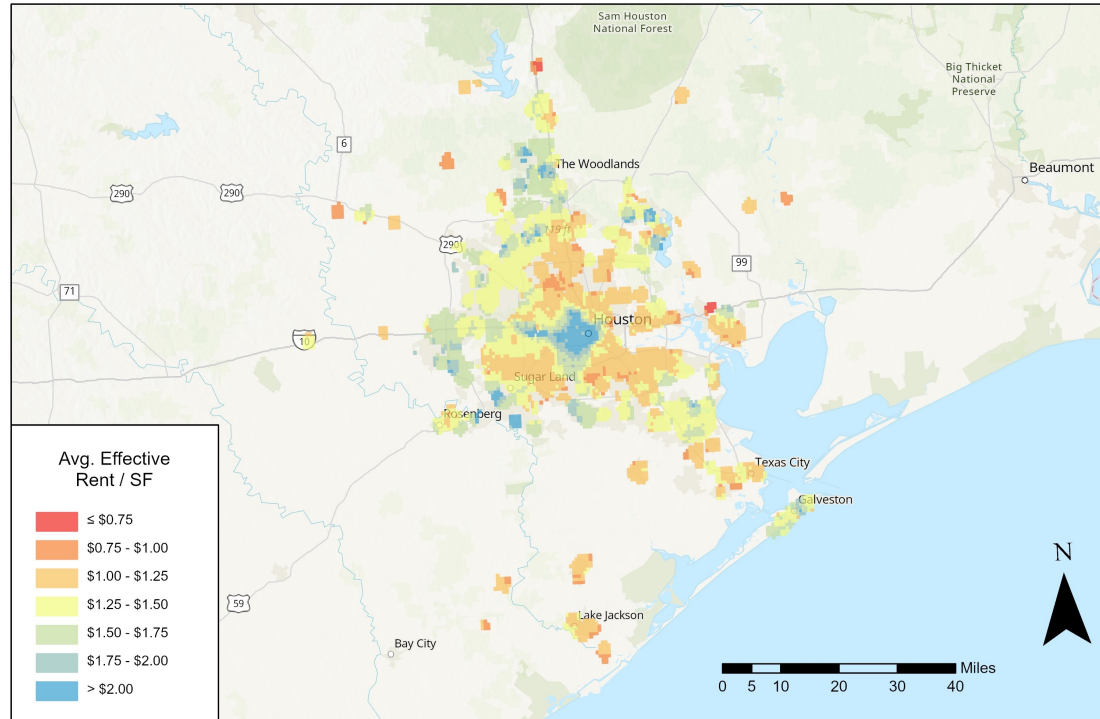 Sam Houston
National Forest
Big Thicket
National
Preserve
6
The Woodlands
Beaumont
290
290
119 ft
290
99
71
Houston
10
Sugar Land
Rosenberg
Avg. Effective
Rent / SF
≤ $0.75
$0.75 - $1.00
$1.00 - $1.25
$1.25 - $1.50
$1.50 - $1.75
$1.75 - $2.00
> $2.00
Texas City
Galveston
N
59
Lake Jackson
Bay City
Miles
0 5 10 20 30 40